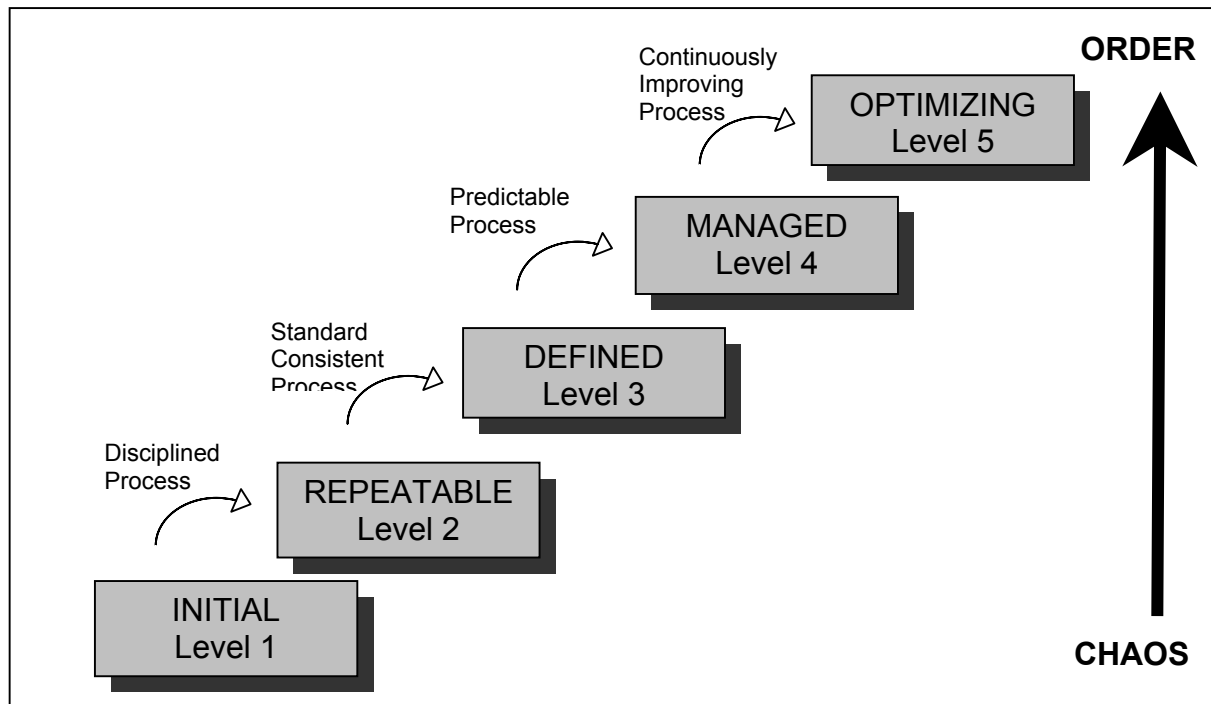 ORDER
Continuously
Improving
Process
OPTIMIZING
Level 5
Predictable
Process
MANAGED
Level 4
Standard
Consistent
Process
DEFINED
Level 3
Disciplined
Process
REPEATABLE
Level 2
INITIAL
Level 1
CHAOS